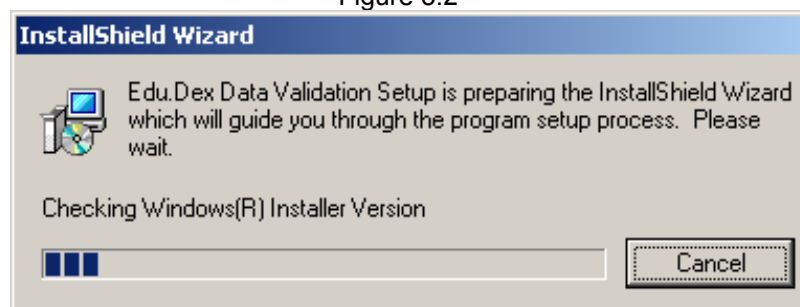 InstallShield Wizard
Edu.Dex Data Validation Setup is preparing the InstallShield Wizard
which will guide you through the program setup process. Please
wait.
Checking Windows(R) Installer Version
Cancel